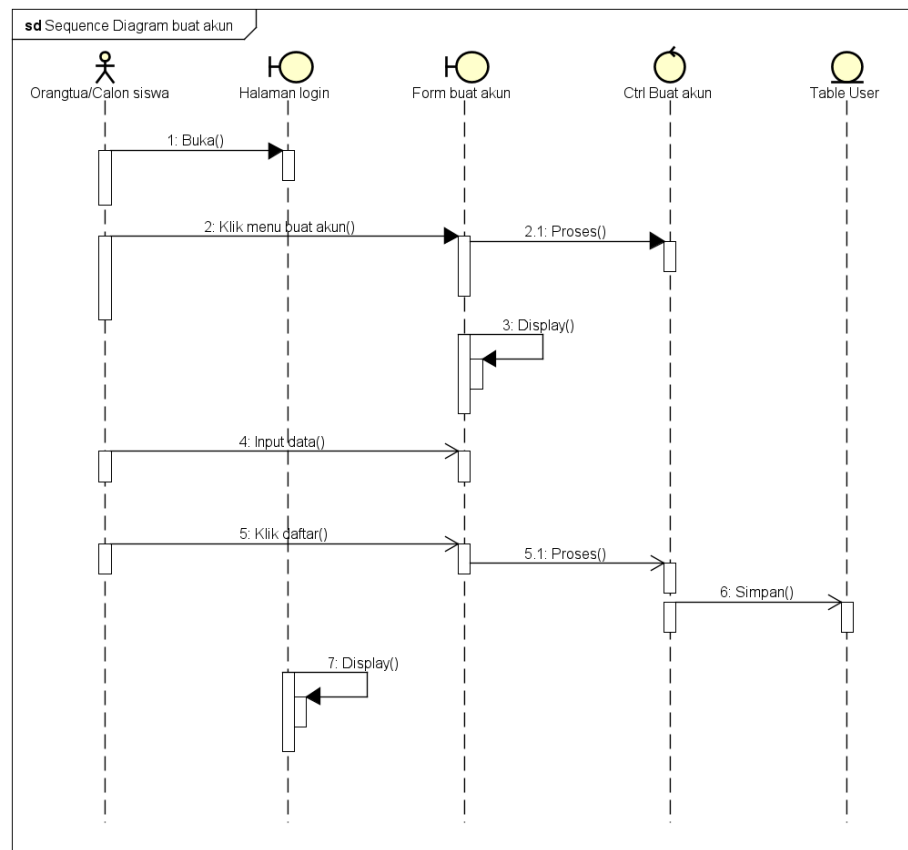 sd Sequence Diagram buat akun
Orangtua/Calon siswa
Halaman login
Form buat akun
Ctrl Buat akun
Table User
1: Buka()
2: Klik menu buat akun()
2.1: Proses()
3: Display()
4: Input data()
5: Klik daftar()
5.1: Proses()
6: Simpan()
7: Display()